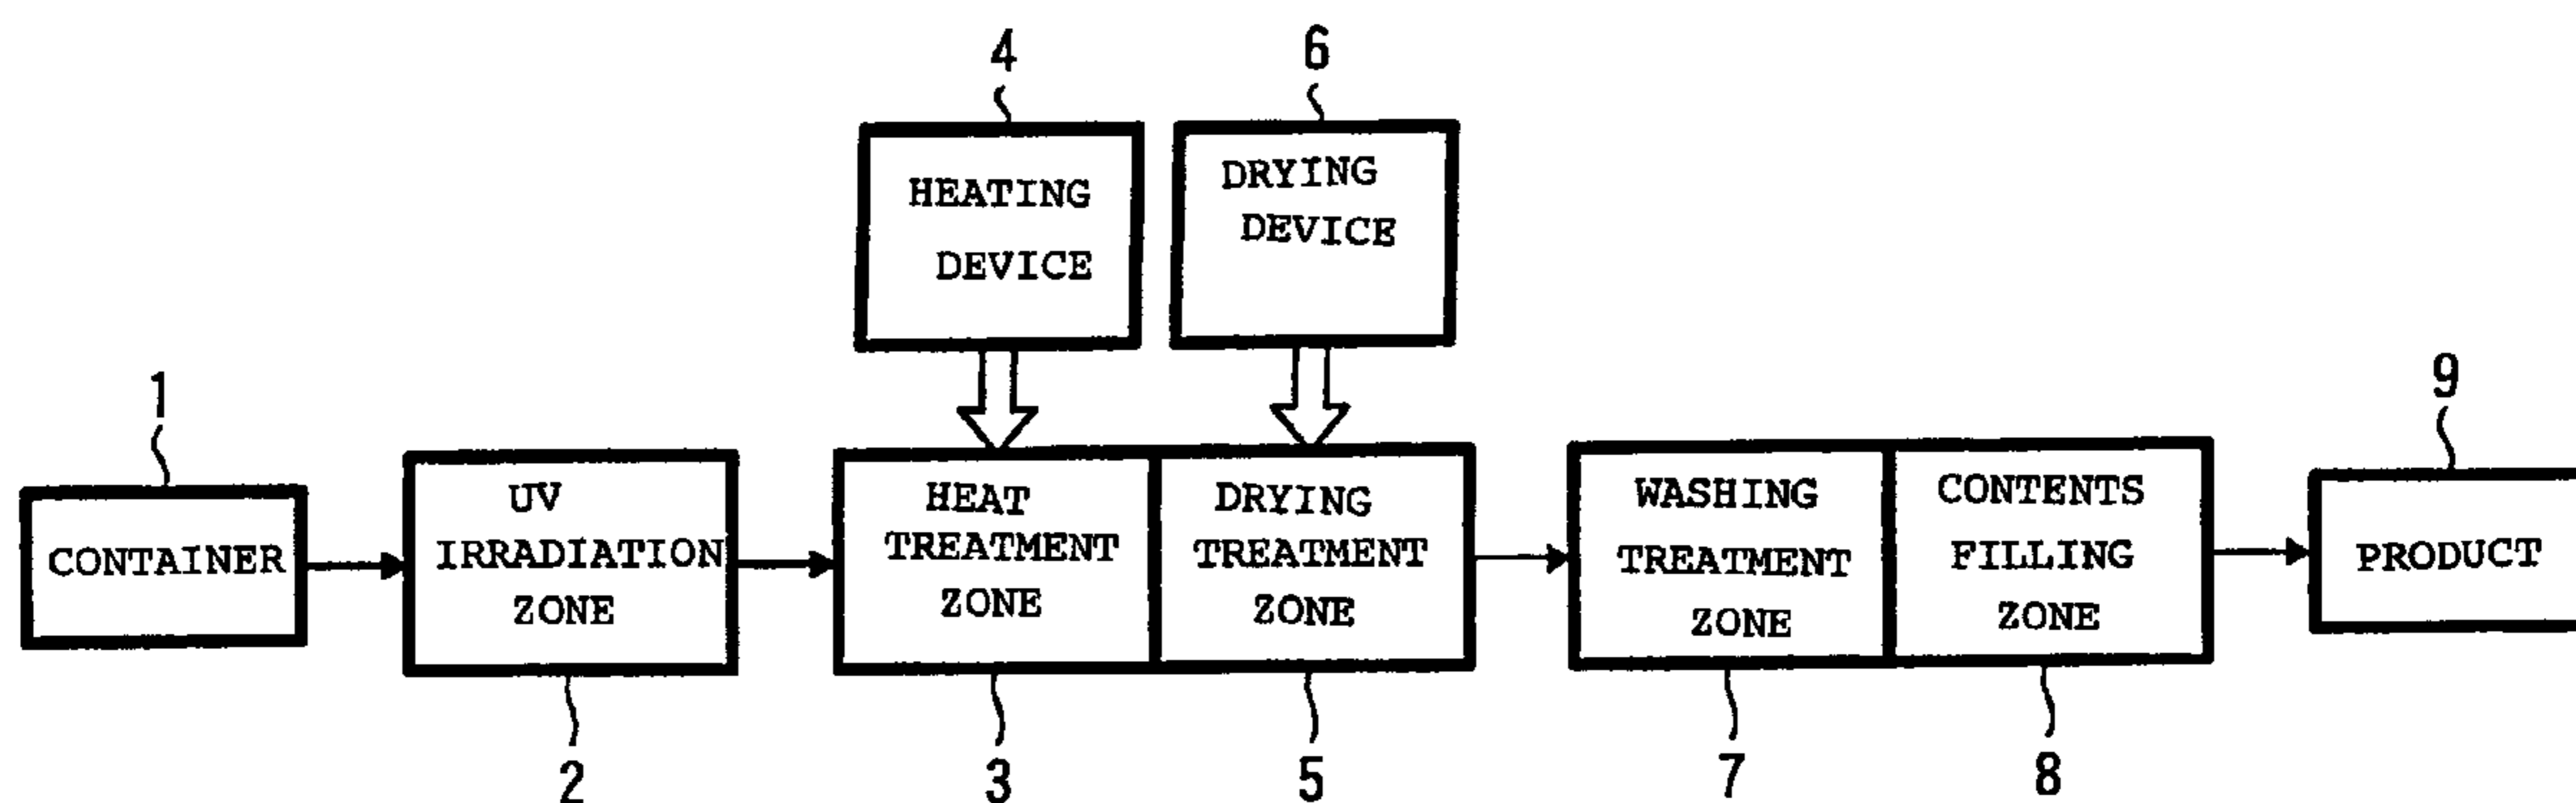 4
6
HEATING
DEVICE
DRYING
DEVICE
1
9
CONTAINER
UV
IRRADIATION
ZONE
HEAT
TREATMENT
ZONE
DRYING
TREATMENT
ZONE
WASHING
TREATMENT
ZONE
CONTENTS
FILLING
ZONE
PRODUCT
2
3
5
7
8